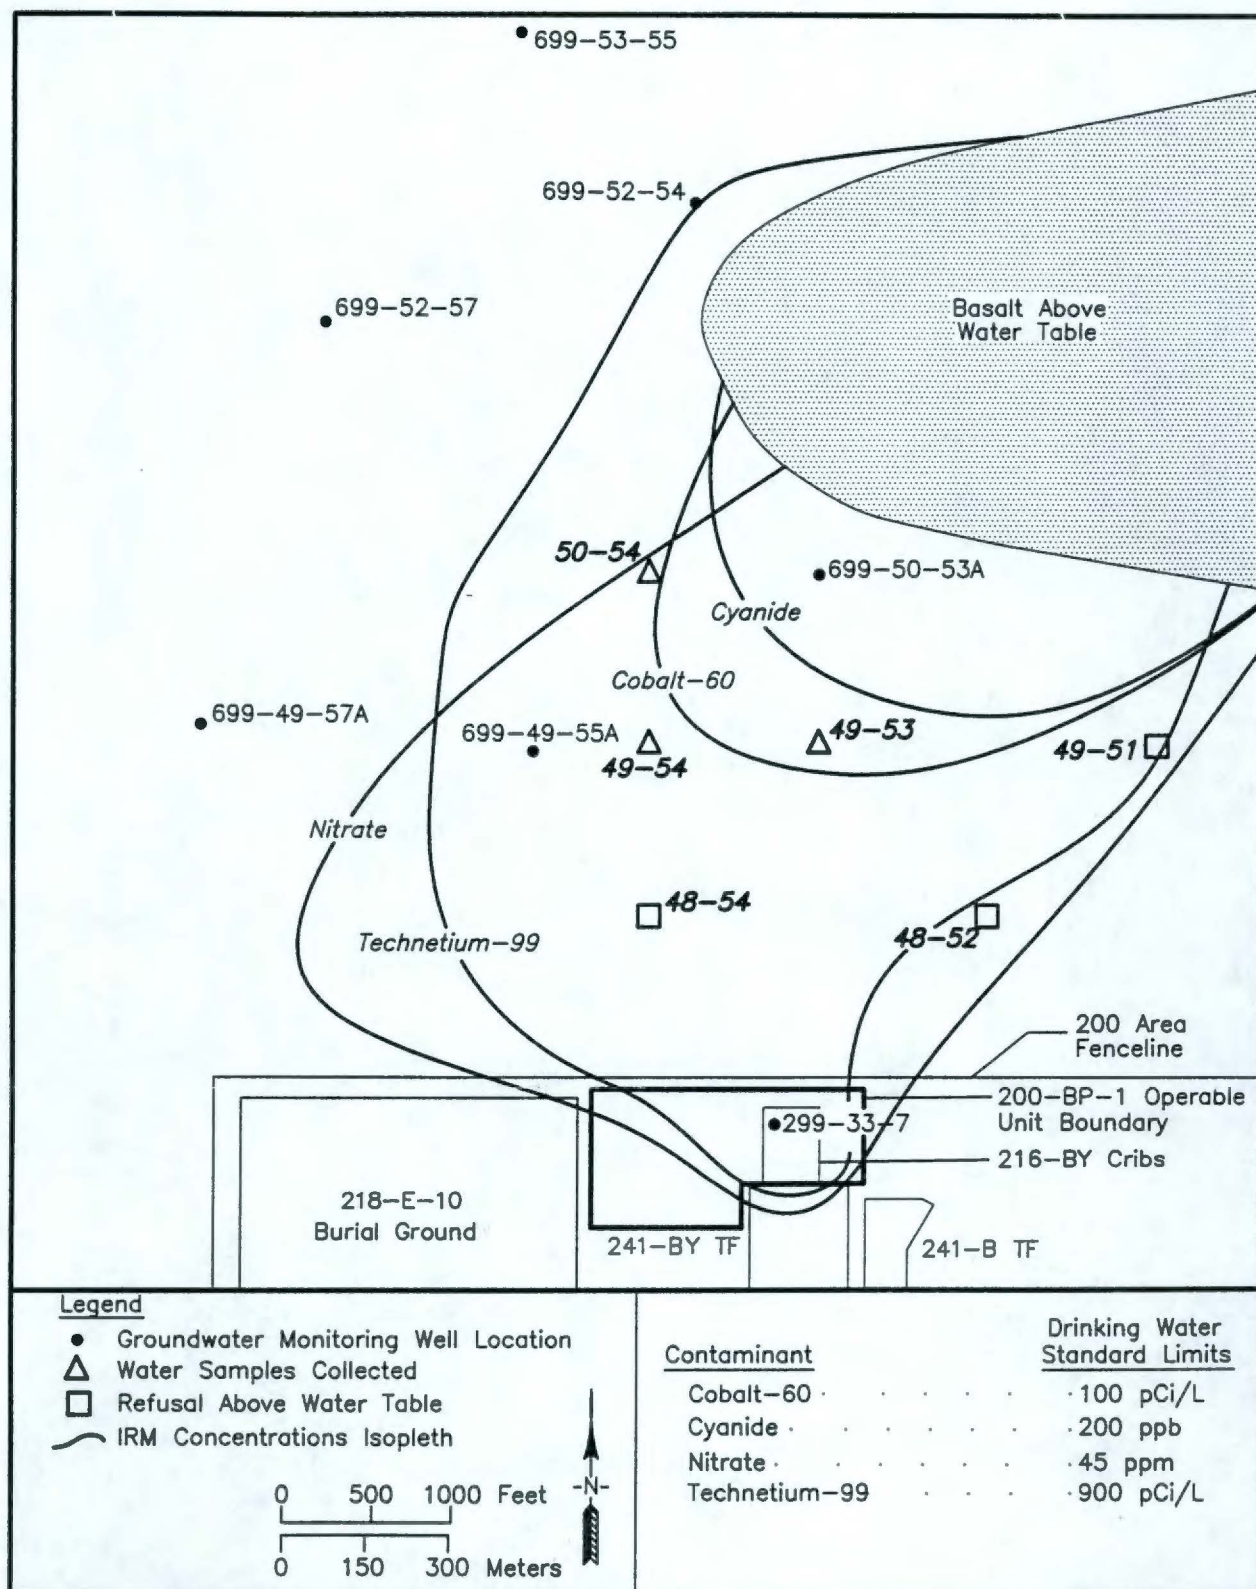 699-53-55
699-52-54
699-52-57
Basalt Above
Water Table
50-54
699-50-53A
Cyanide
Cobalt-60
699-49-57A
699-49-55A
49-54
49-53
49-51
Nitrate
48-54
48-52
Technetium-99
200 Area
Fenceline
200-BP-1 Operable
Unit Boundary
299-33-7
216-BY Cribs
218-E-10
Burial Ground
241-BY TF
241-B TF
Legend
Groundwater Monitoring Well Location
Water Samples Collected
Refusal Above Water Table
IRM Concentrations Isopleth
0 500 1000 Feet
0 150 300 Meters
-N-
Drinking Water
Contaminant Standard Limits
Cobalt-60 · · · · · · 100 pCi/L
Cyanide · · · · · · · 200 ppb
Nitrate · · · · · · · 45 ppm
Technetium-99 · · · · 900 pCi/L